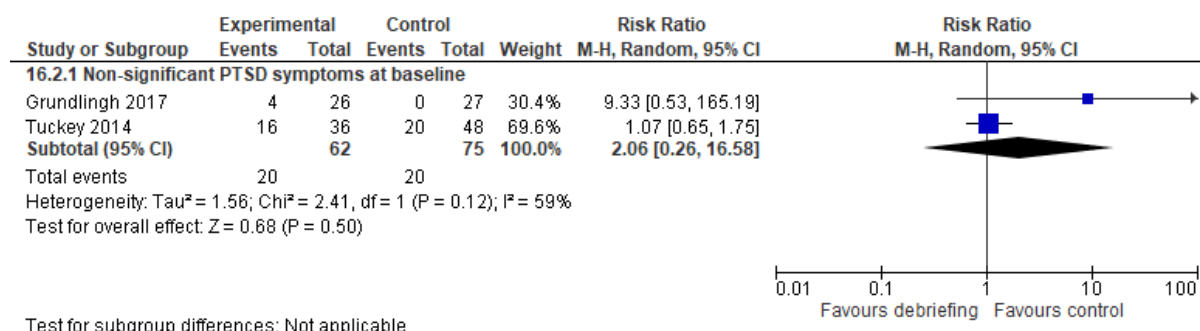 Experimental Control Risk Ratio Risk Ratio
Study or Subgroup Events Total Events Total Weight M-H, Random, 95% CI M-H, Random, 95% CI
16.2.1 Non-significant PTSD symptoms at baseline
Grundlingh 2017 4 26 0 27 30.4% 9.33 [0.53, 165.19]
Tuckey 2014 16 36 20 48 69.6% 1.07 [0.65, 1.75]
Subtotal (95% CI) 62 75 100.0% 2.06 [0.26, 16.58]
Total events 20 20
Heterogeneity: Tau² = 1.56; Chi² = 2.41, df = 1 (P = 0.12); I² = 59%
Test for overall effect: Z = 0.68 (P = 0.50)
0.01 0.1 1 10 100
Favours debriefing Favours control
Test for subgroup differences: Not applicable